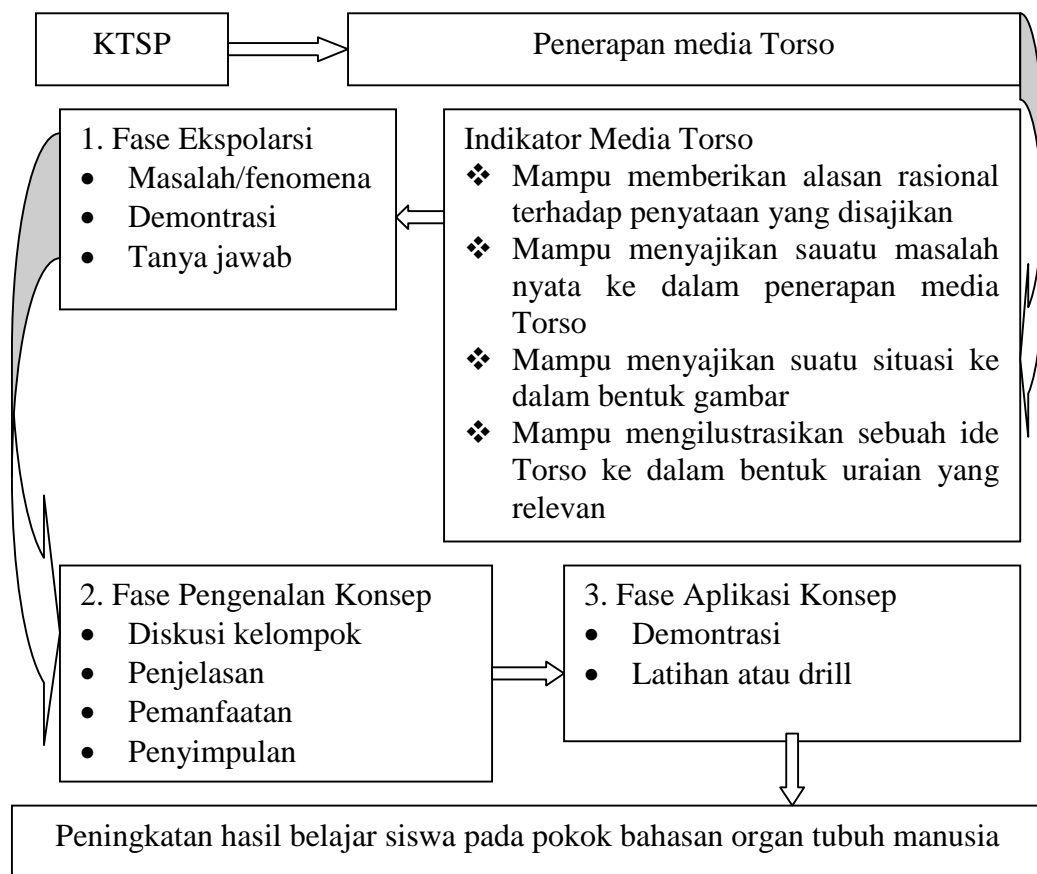 KTSP
Penerapan media Torso
Indikator Media Torso
❖ Mampu memberikan alasan rasional
terhadap penyataan yang disajikan
❖ Mampu menyajikan sauatu masalah
nyata ke dalam penerapan media
Torso
❖ Mampu menyajikan suatu situasi ke
dalam bentuk gambar
❖ Mampu mengilustrasikan sebuah ide
Torso ke dalam bentuk uraian yang
relevan
1. Fase Ekspolarsi
• Masalah/fenomena
• Demontrasi
• Tanya jawab
2. Fase Pengenalan Konsep
• Diskusi kelompok
• Penjelasan
• Pemanfaatan
• Penyimpulan
3. Fase Aplikasi Konsep
• Demontrasi
• Latihan atau drill
Peningkatan hasil belajar siswa pada pokok bahasan organ tubuh manusia